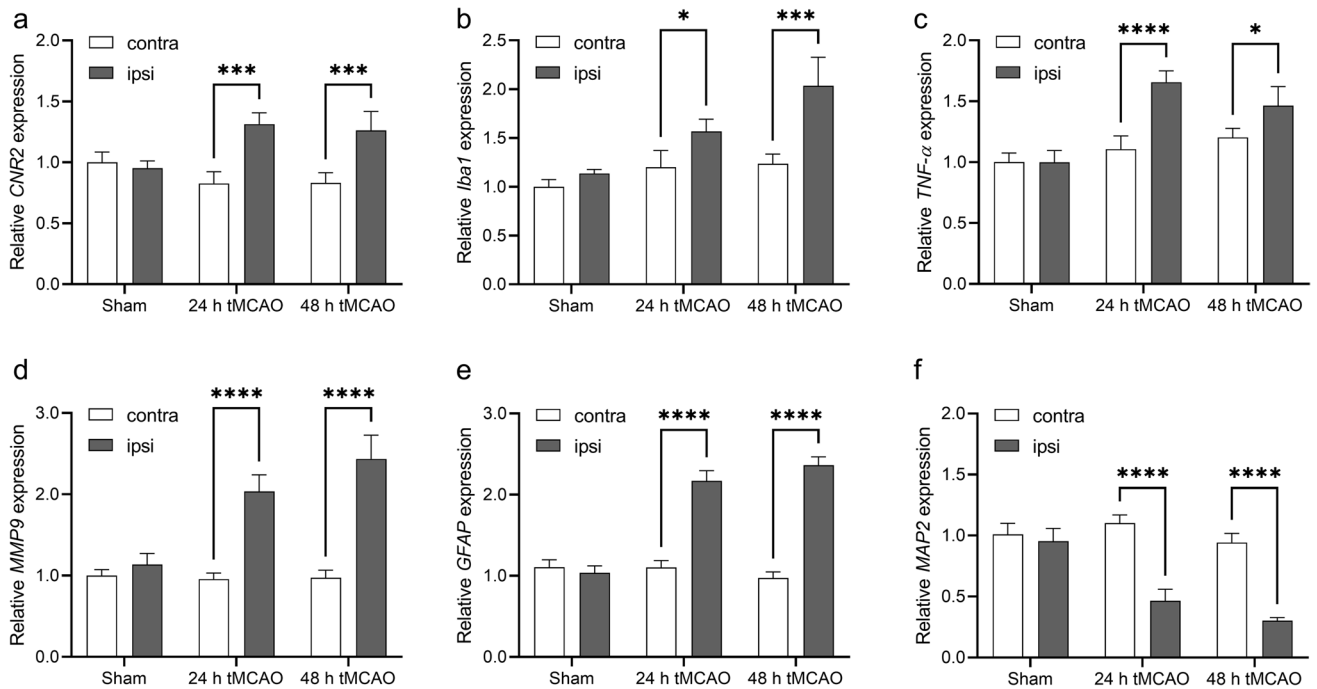 a
Relative CNR2 expression
2.0
1.5
1.0
0.5
0.0
contra
ipsi
***
***
Sham
24 h tMCAO
48 h tMCAO
b
Relative Iba1 expression
2.5
2.0
1.5
1.0
0.5
0.0
contra
ipsi
*
***
Sham
24 h tMCAO
48 h tMCAO
c
Relative TNF-α expression
2.0
1.5
1.0
0.5
0.0
contra
ipsi
****
*
Sham
24 h tMCAO
48 h tMCAO
d
Relative MMP9 expression
3.0
2.0
1.0
0.0
contra
ipsi
****
****
Sham
24 h tMCAO
48 h tMCAO
e
Relative GFAP expression
3.0
2.0
1.0
0.0
contra
ipsi
****
****
Sham
24 h tMCAO
48 h tMCAO
f
Relative MAP2 expression
2.0
1.5
1.0
0.5
0.0
contra
ipsi
****
****
Sham
24 h tMCAO
48 h tMCAO